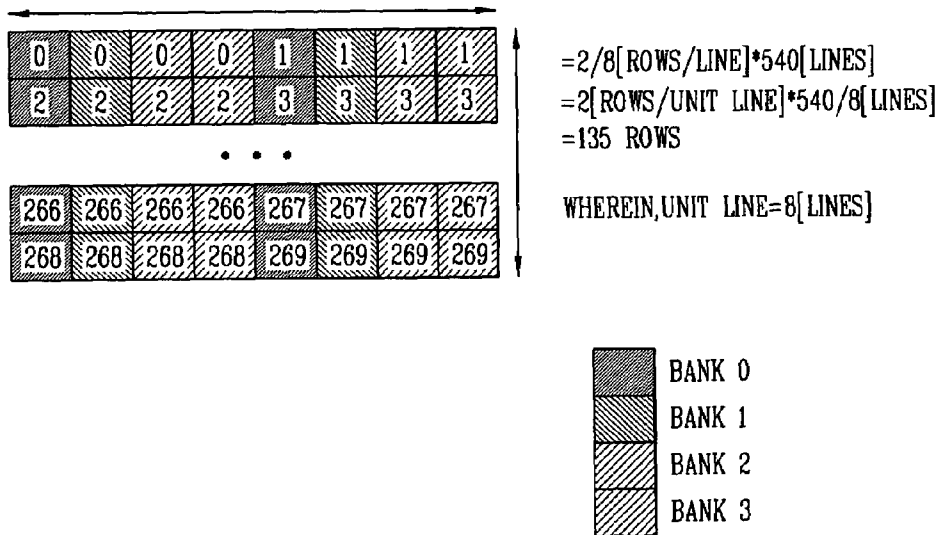 0 0 0 0 1 1 1 1
2 2 2 2 3 3 3 3
266 266 266 266 267 267 267 267
268 268 268 268 269 269 269 269
=2/8[ROWS/LINE]*540[LINES]
=2[ROWS/UNIT LINE]*540/8[LINES]
=135 ROWS
WHEREIN,UNIT LINE=8[LINES]
BANK 0
BANK 1
BANK 2
BANK 3